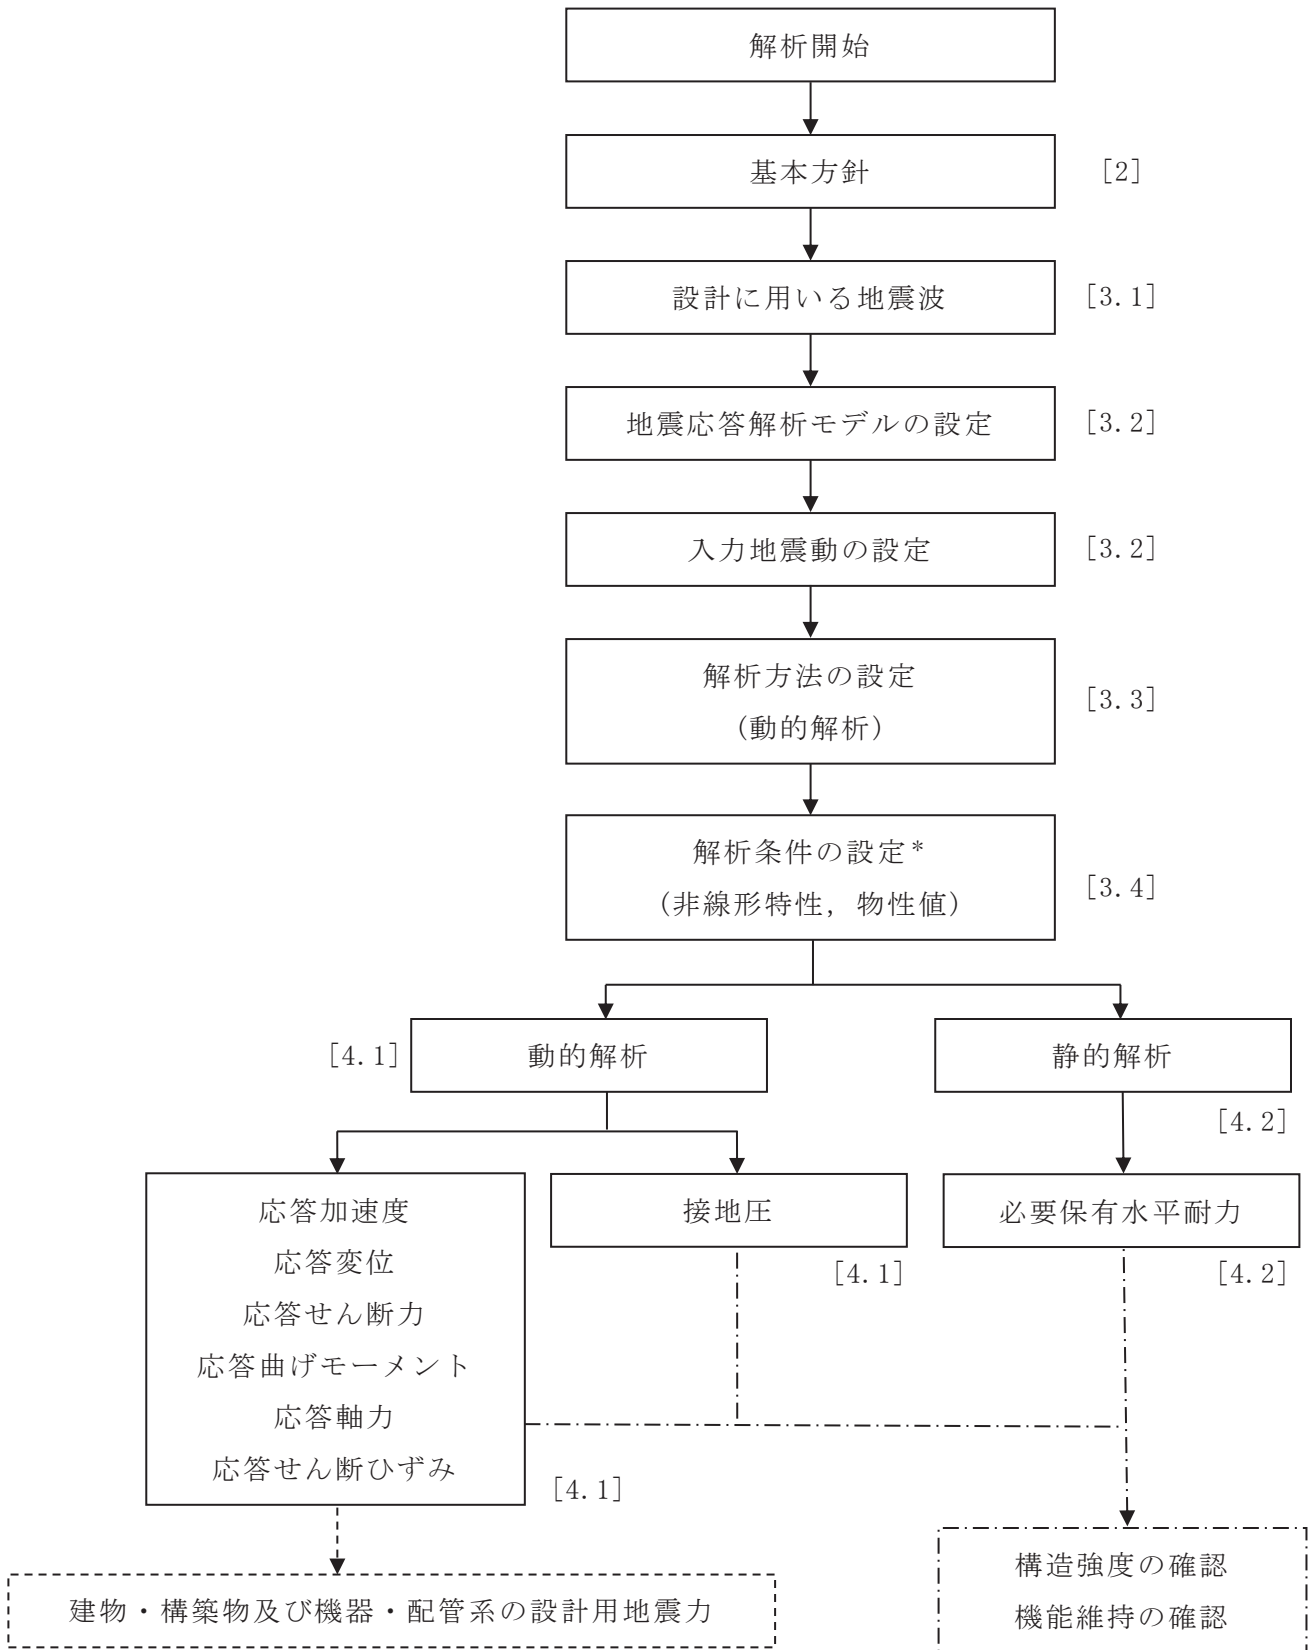 解析開始
基本方針
[2]
設計に用いる地震波
[3.1]
地震応答解析モデルの設定
[3.2]
入力地震動の設定
[3.2]
解析方法の設定
(動的解析)
[3.3]
解析条件の設定*
(非線形特性，物性値)
[3.4]
[4.1]
動的解析
静的解析
[4.2]
応答加速度
応答変位
応答せん断力
応答曲げモーメント
応答軸力
応答せん断ひずみ
[4.1]
接地圧
[4.1]
必要保有水平耐力
[4.2]
建物・構築物及び機器・配管系の設計用地震力
構造強度の確認
機能維持の確認